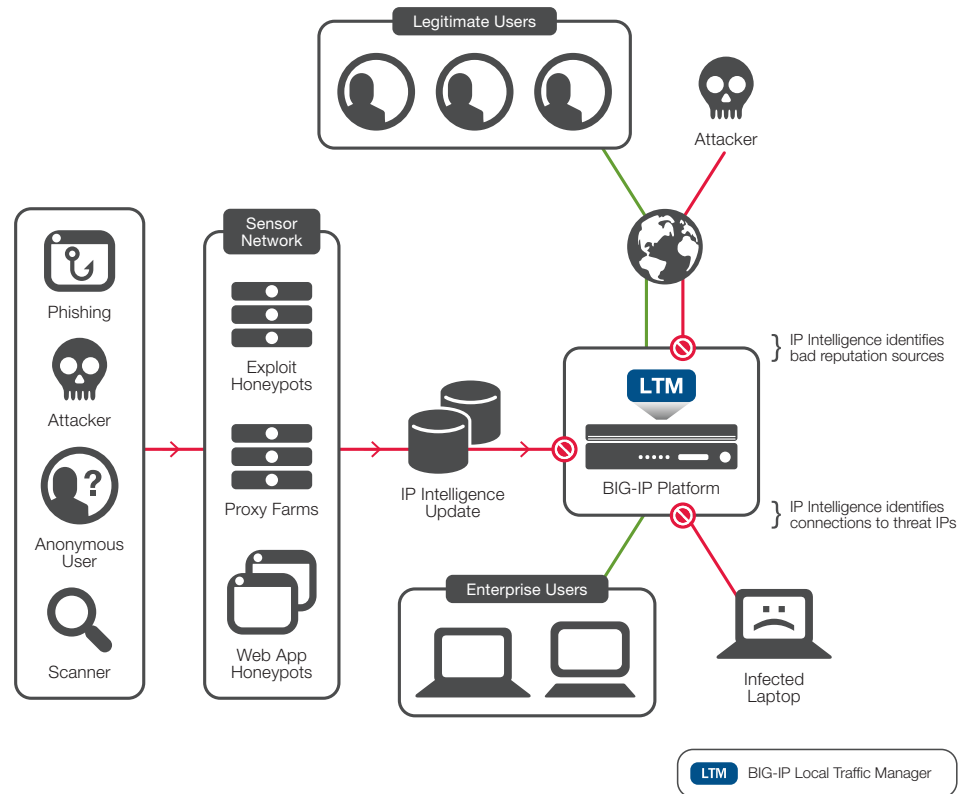 Legitimate Users
Attacker
Phishing
Attacker
Anonymous
User
?
Scanner
Sensor
Network
Exploit
Honeypots
Proxy Farms
Web App
Honeypots
IP Intelligence
Update
LTM
BIG-IP Platform
} IP Intelligence identifies
bad reputation sources
} IP Intelligence identifies
connections to threat IPs
Enterprise Users
Infected
Laptop
LTM BIG-IP Local Traffic Manager